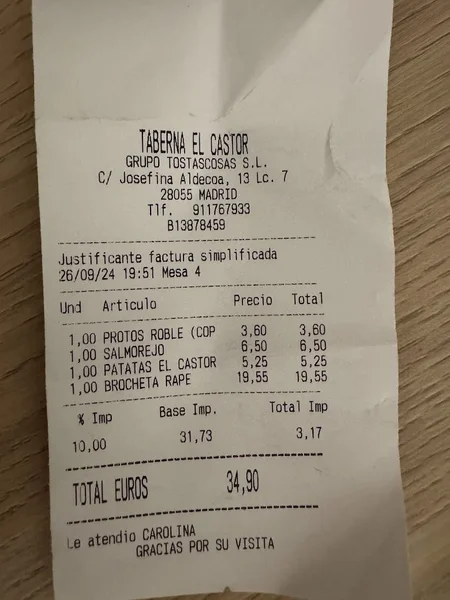 TABERNA EL CASTOR
GRUPO TOSTASCOSAS S.L.
C/ Josefina Aldecoa, 13 Lc. 7
28055 MADRID
Tlf. 911767933
B13878459
Justificante factura simplificada
26/09/24 19:51 Mesa 4
Und Articulo Precio Total
1,00 PROTOS ROBLE (COP 3,60 3,60
1,00 SALMOREJO 6,50 6,50
1,00 PATATAS EL CASTOR 5,25 5,25
1,00 BROCHETA RAPE 19,55 19,55
% Imp Base Imp. Total Imp
10,00 31,73 3,17
TOTAL EUROS 34,90
Le atendio CAROLINA
GRACIAS POR SU VISITA